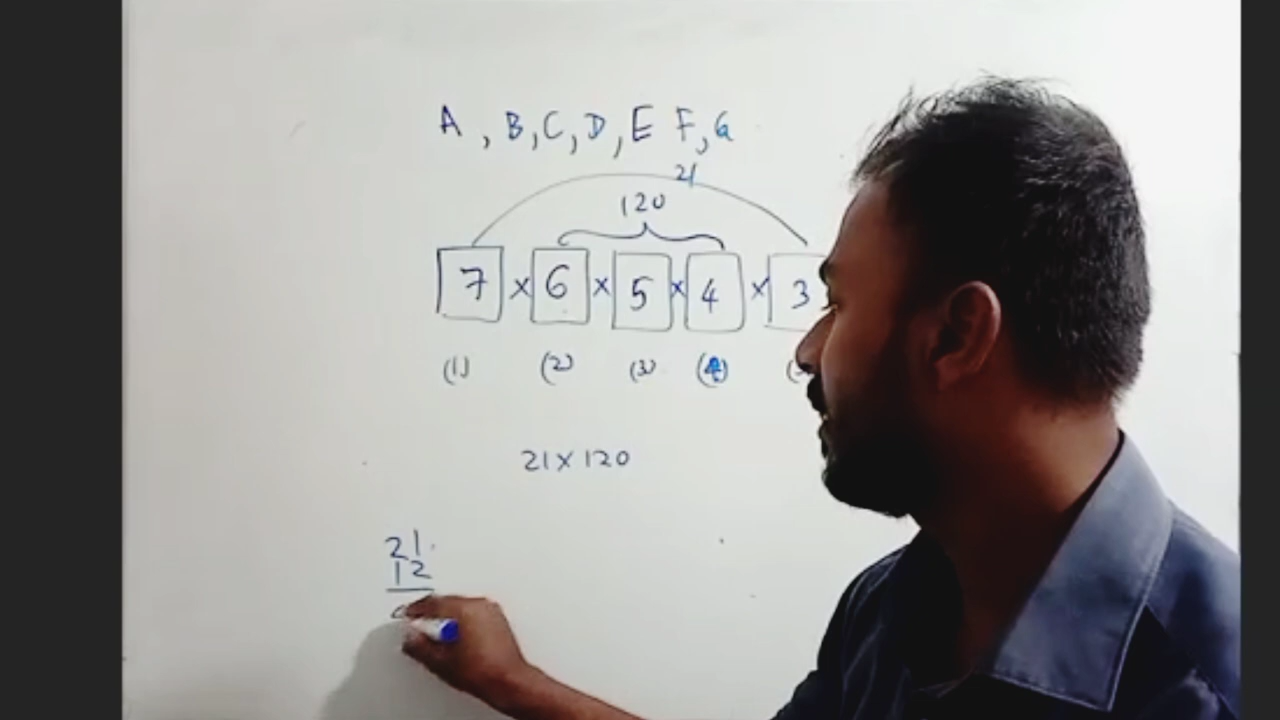 A, B, C, D, E F, G
21
120
7 × 6 × 5 × 4 × 3
(1) (2) (3) (4)
21 × 120
21
12